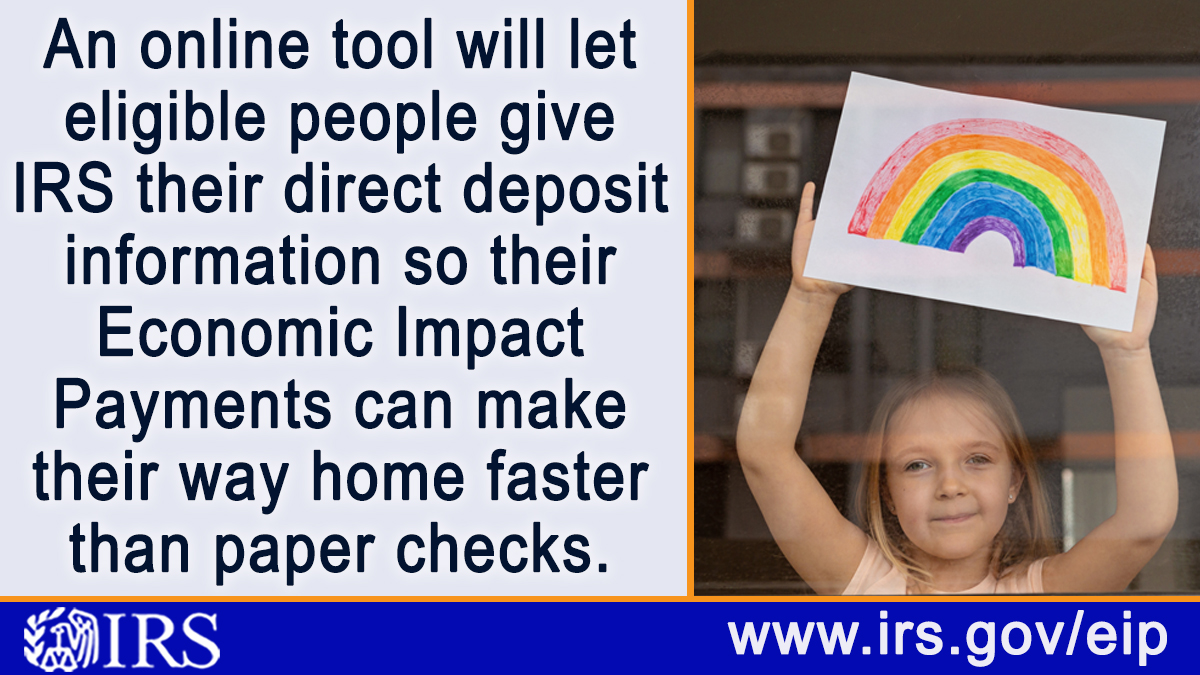 An online tool will let
eligible people give
IRS their direct deposit
information so their
Economic Impact
Payments can make
their way home faster
than paper checks.
IRS
www.irs.gov/eip